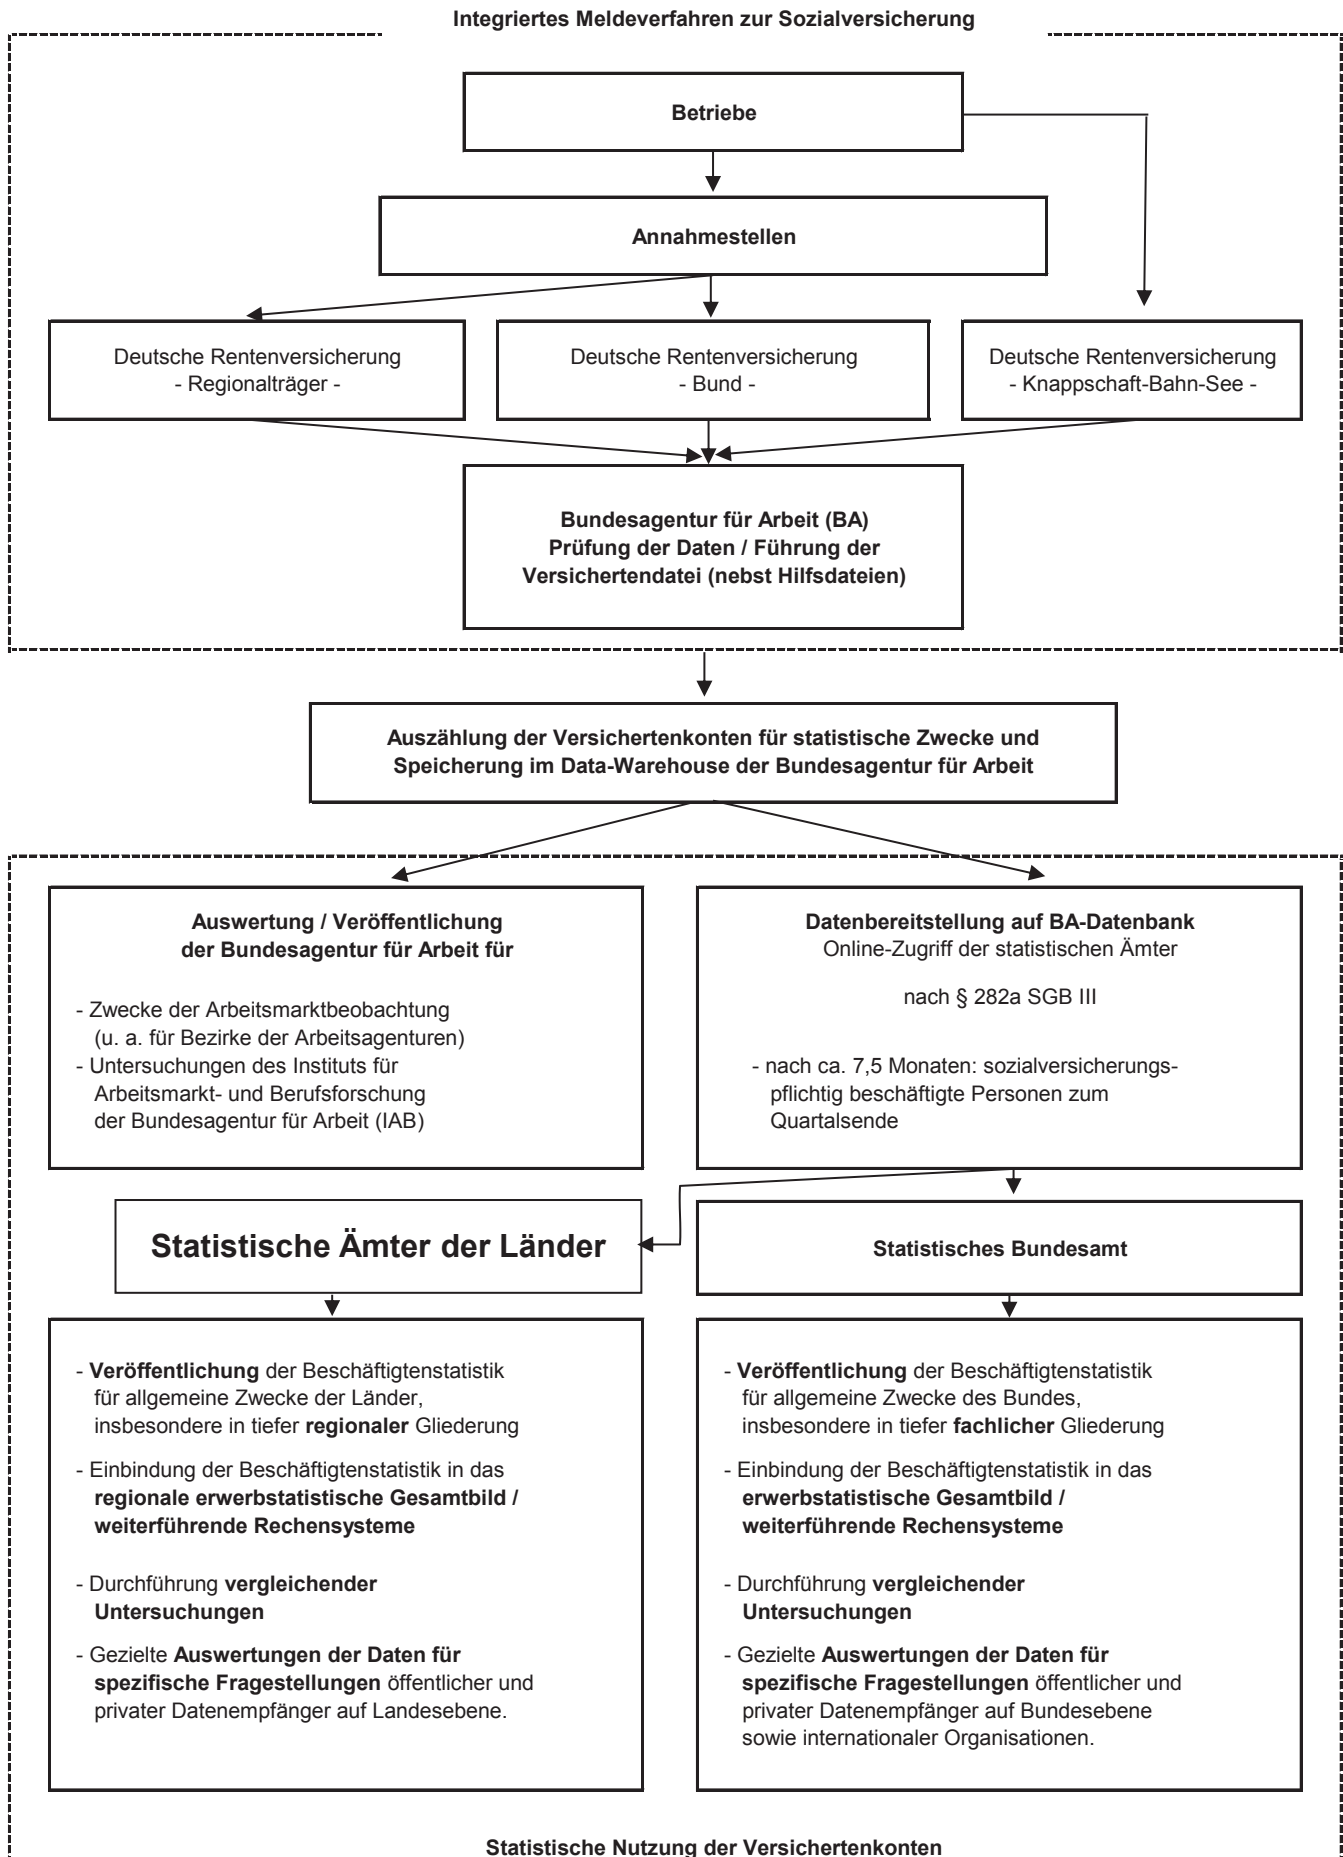 Integriertes Meldeverfahren zur Sozialversicherung
Betriebe
Annahmestellen
Deutsche Rentenversicherung
- Regionalträger -
Deutsche Rentenversicherung
- Bund -
Deutsche Rentenversicherung
- Knappschaft-Bahn-See -
Bundesagentur für Arbeit (BA)
Prüfung der Daten / Führung der
Versichertendatei (nebst Hilfsdateien)
Auszählung der Versichertenkonten für statistische Zwecke und
Speicherung im Data-Warehouse der Bundesagentur für Arbeit
Auswertung / Veröffentlichung
der Bundesagentur für Arbeit für
- Zwecke der Arbeitsmarktbeobachtung
(u. a. für Bezirke der Arbeitsagenturen)
- Untersuchungen des Instituts für
Arbeitsmarkt- und Berufsforschung
der Bundesagentur für Arbeit (IAB)
Datenbereitstellung auf BA-Datenbank
Online-Zugriff der statistischen Ämter
nach § 282a SGB III
- nach ca. 7,5 Monaten: sozialversicherungs-
pflichtig beschäftigte Personen zum
Quartalsende
Statistische Ämter der Länder
Statistisches Bundesamt
- Veröffentlichung der Beschäftigtenstatistik
für allgemeine Zwecke der Länder,
insbesondere in tiefer regionaler Gliederung
- Einbindung der Beschäftigtenstatistik in das
regionale erwerbstatistische Gesamtbild /
weiterführende Rechensysteme
- Durchführung vergleichender
Untersuchungen
- Gezielte Auswertungen der Daten für
spezifische Fragestellungen öffentlicher und
privater Datenempfänger auf Landesebene.
- Veröffentlichung der Beschäftigtenstatistik
für allgemeine Zwecke des Bundes,
insbesondere in tiefer fachlicher Gliederung
- Einbindung der Beschäftigtenstatistik in das
erwerbstatistische Gesamtbild /
weiterführende Rechensysteme
- Durchführung vergleichender
Untersuchungen
- Gezielte Auswertungen der Daten für
spezifische Fragestellungen öffentlicher und
privater Datenempfänger auf Bundesebene
sowie internationaler Organisationen.
Statistische Nutzung der Versichertenkonten